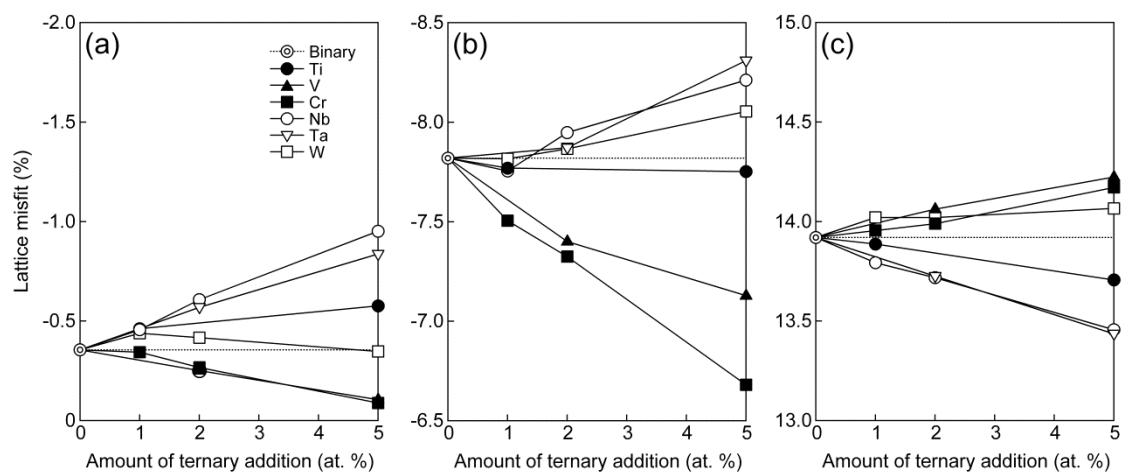 (a)
Binary
Ti
V
Cr
Nb
Ta
W
-2.0
-1.5
-1.0
-0.5
0
Lattice misfit (%)
0 1 2 3 4 5
Amount of ternary addition (at. %)
(b)
-8.5
-8.0
-7.5
-7.0
-6.5
0 1 2 3 4 5
Amount of ternary addition (at. %)
(c)
15.0
14.5
14.0
13.5
13.0
0 1 2 3 4 5
Amount of ternary addition (at. %)